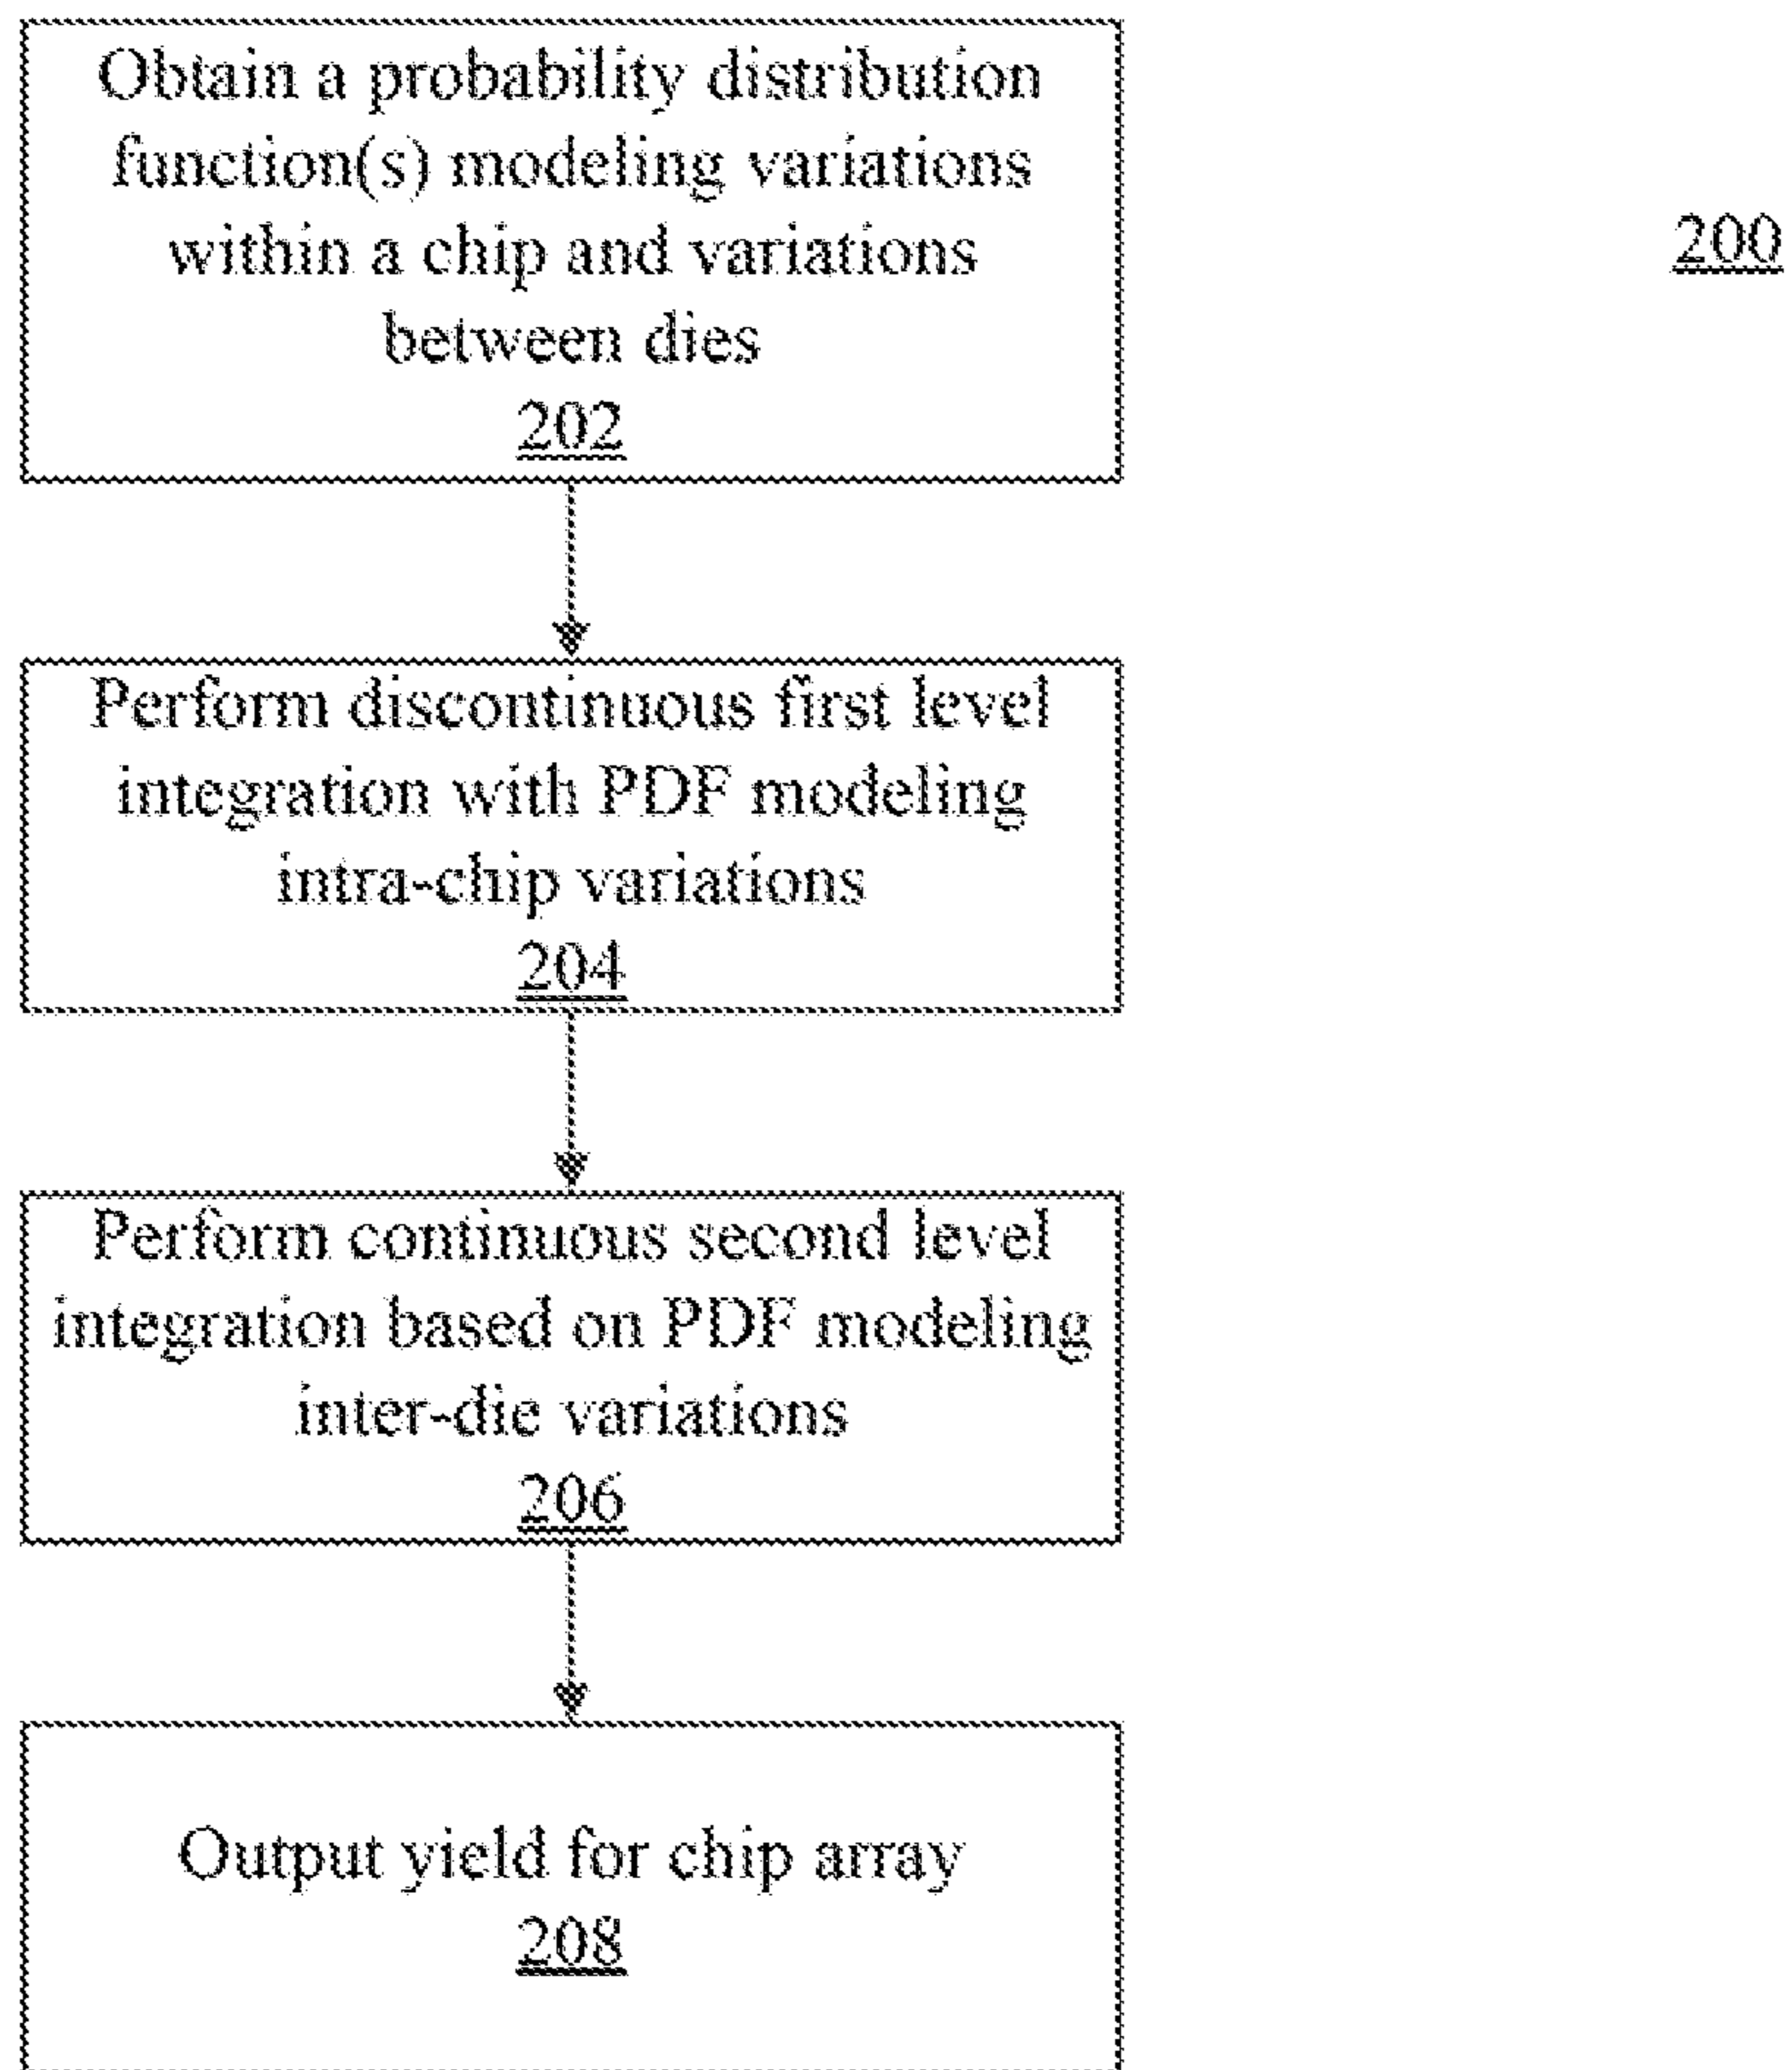 Obtain a probability distribution
function(s) modeling variations
within a chip and variations
between dies
202
200
Perform discontinuous first level
integration with PDF modeling
intra-chip variations
204
Perform continuous second level
integration based on PDF modeling
inter-die variations
206
Output yield for chip array
208